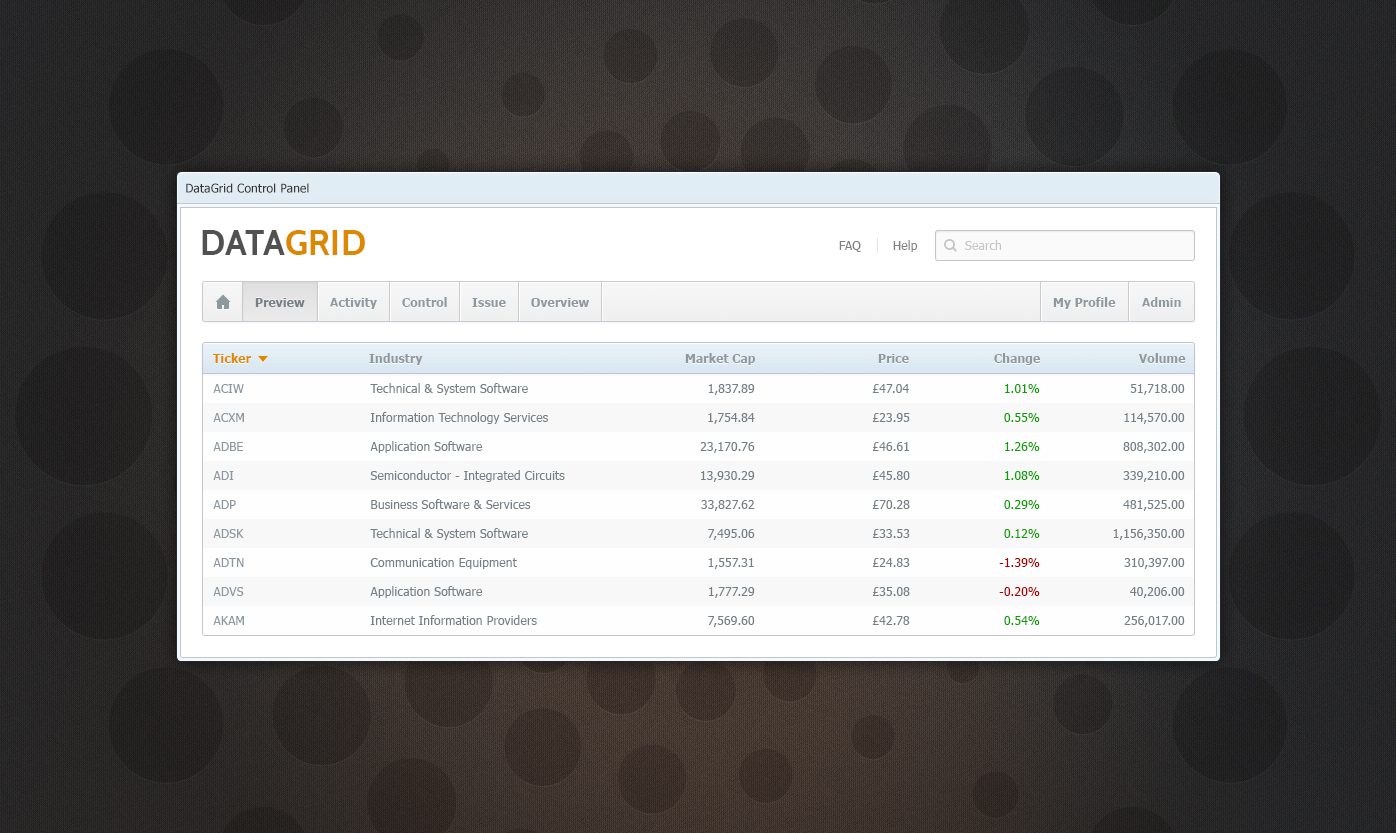 DataGrid Control Panel
DATAGRID
FAQ Help Search
Preview Activity Control Issue Overview My Profile Admin
Ticker Industry Market Cap Price Change Volume
ACIW Technical & System Software 1,837.89 £47.04 1.01% 51,718.00
ACXM Information Technology Services 1,754.84 £23.95 0.55% 114,570.00
ADBE Application Software 23,170.76 £46.61 1.26% 808,302.00
ADI Semiconductor - Integrated Circuits 13,930.29 £45.80 1.08% 339,210.00
ADP Business Software & Services 33,827.62 £70.28 0.29% 481,525.00
ADSK Technical & System Software 7,495.06 £33.53 0.12% 1,156,350.00
ADTN Communication Equipment 1,557.31 £24.83 -1.39% 310,397.00
ADVS Application Software 1,777.29 £35.08 -0.20% 40,206.00
AKAM Internet Information Providers 7,569.60 £42.78 0.54% 256,017.00